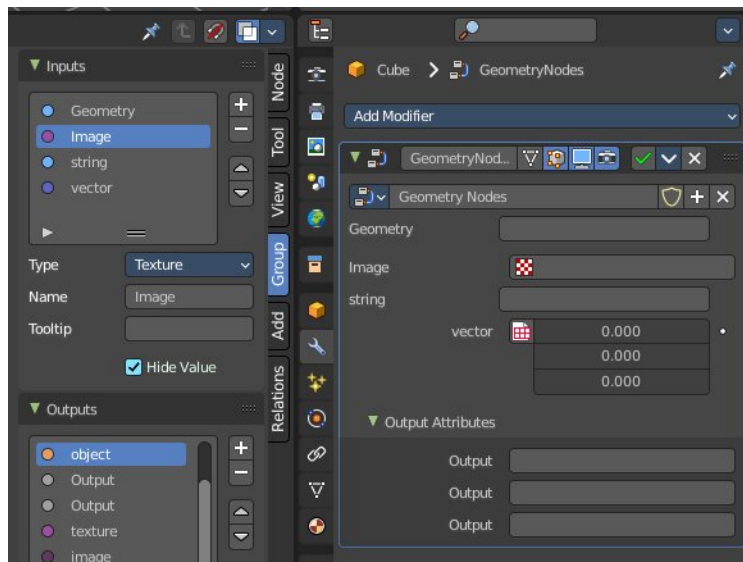 Inputs
Geometry
Image
string
vector
Type
Texture
Name
Image
Tooltip
Hide Value
Outputs
object
Output
Output
texture
image
Node
Tool
View
Group
Add
Relations
Cube
GeometryNodes
Add Modifier
GeometryNod...
Geometry Nodes
Geometry
Image
string
vector
0.000
0.000
0.000
Output Attributes
Output
Output
Output